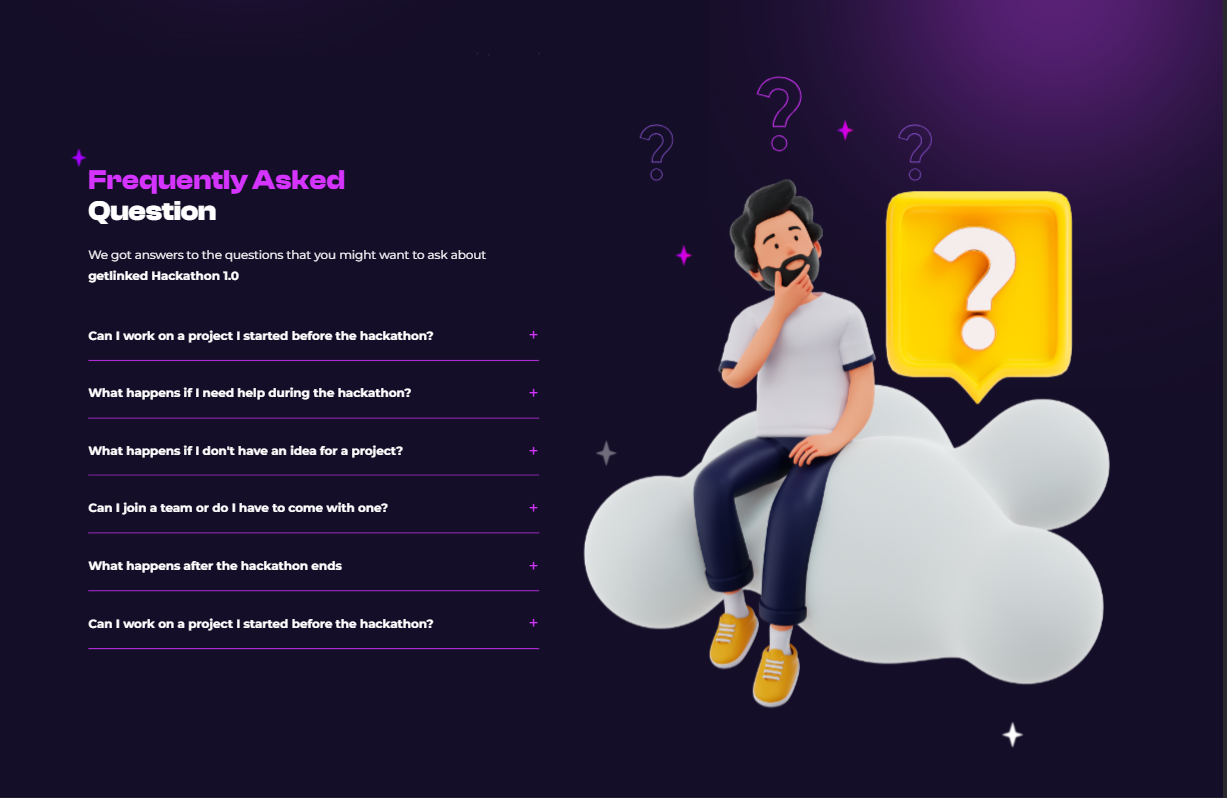 Frequently Asked
Question
We got answers to the questions that you might want to ask about
getlinked Hackathon 1.0
Can I work on a project I started before the hackathon? +
What happens if I need help during the hackathon? +
What happens if I don't have an idea for a project? +
Can I join a team or do I have to come with one? +
What happens after the hackathon ends +
Can I work on a project I started before the hackathon? +
? ? ?
?